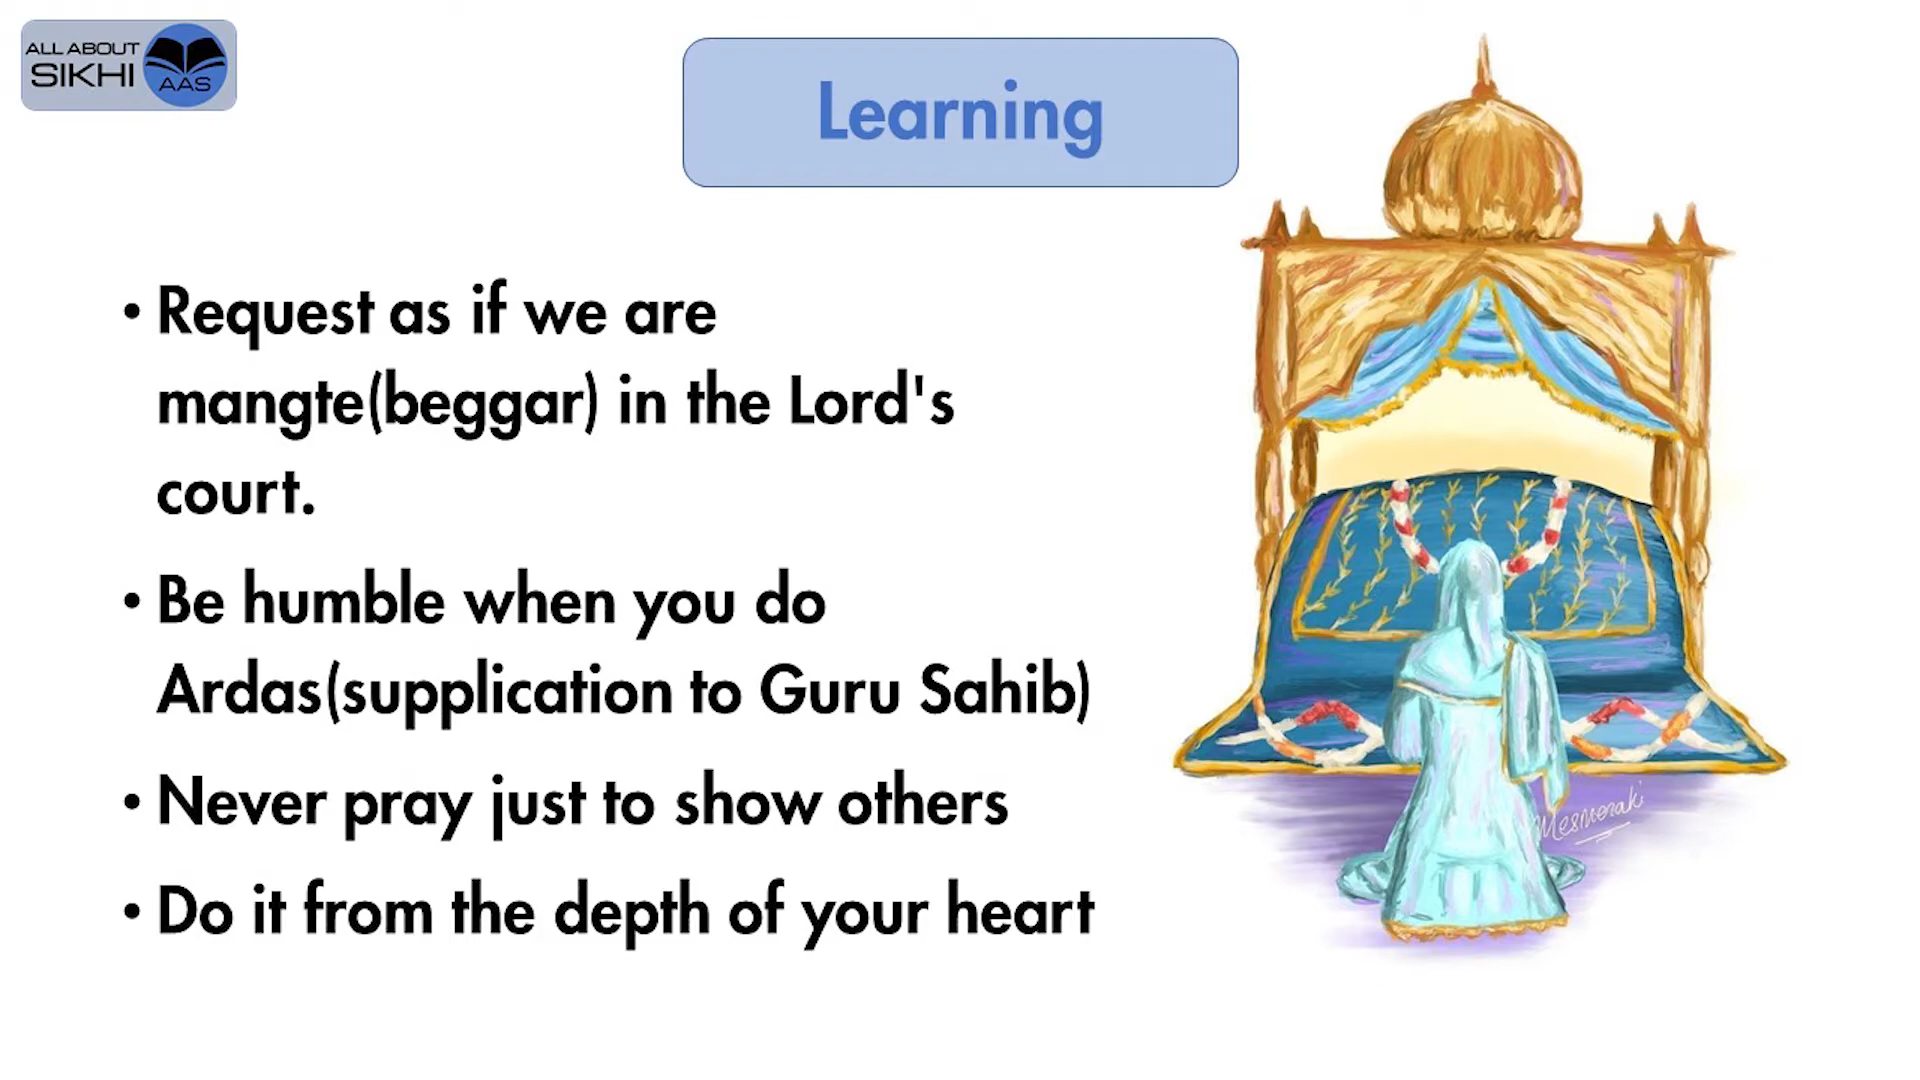 ALL ABOUT
SIKHI
AAS
Learning
• Request as if we are
mangte(beggar) in the Lord's
court.
• Be humble when you do
Ardas(supplication to Guru Sahib)
• Never pray just to show others
• Do it from the depth of your heart
Mesmeraki